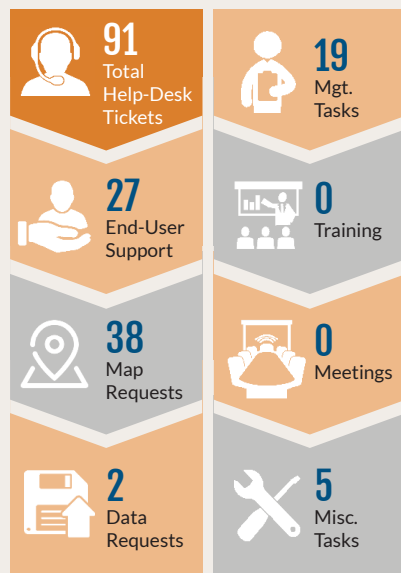 91
Total
Help-Desk
Tickets
27
End-User
Support
38
Map
Requests
2
Data
Requests
19
Mgt.
Tasks
0
Training
0
Meetings
5
Misc.
Tasks